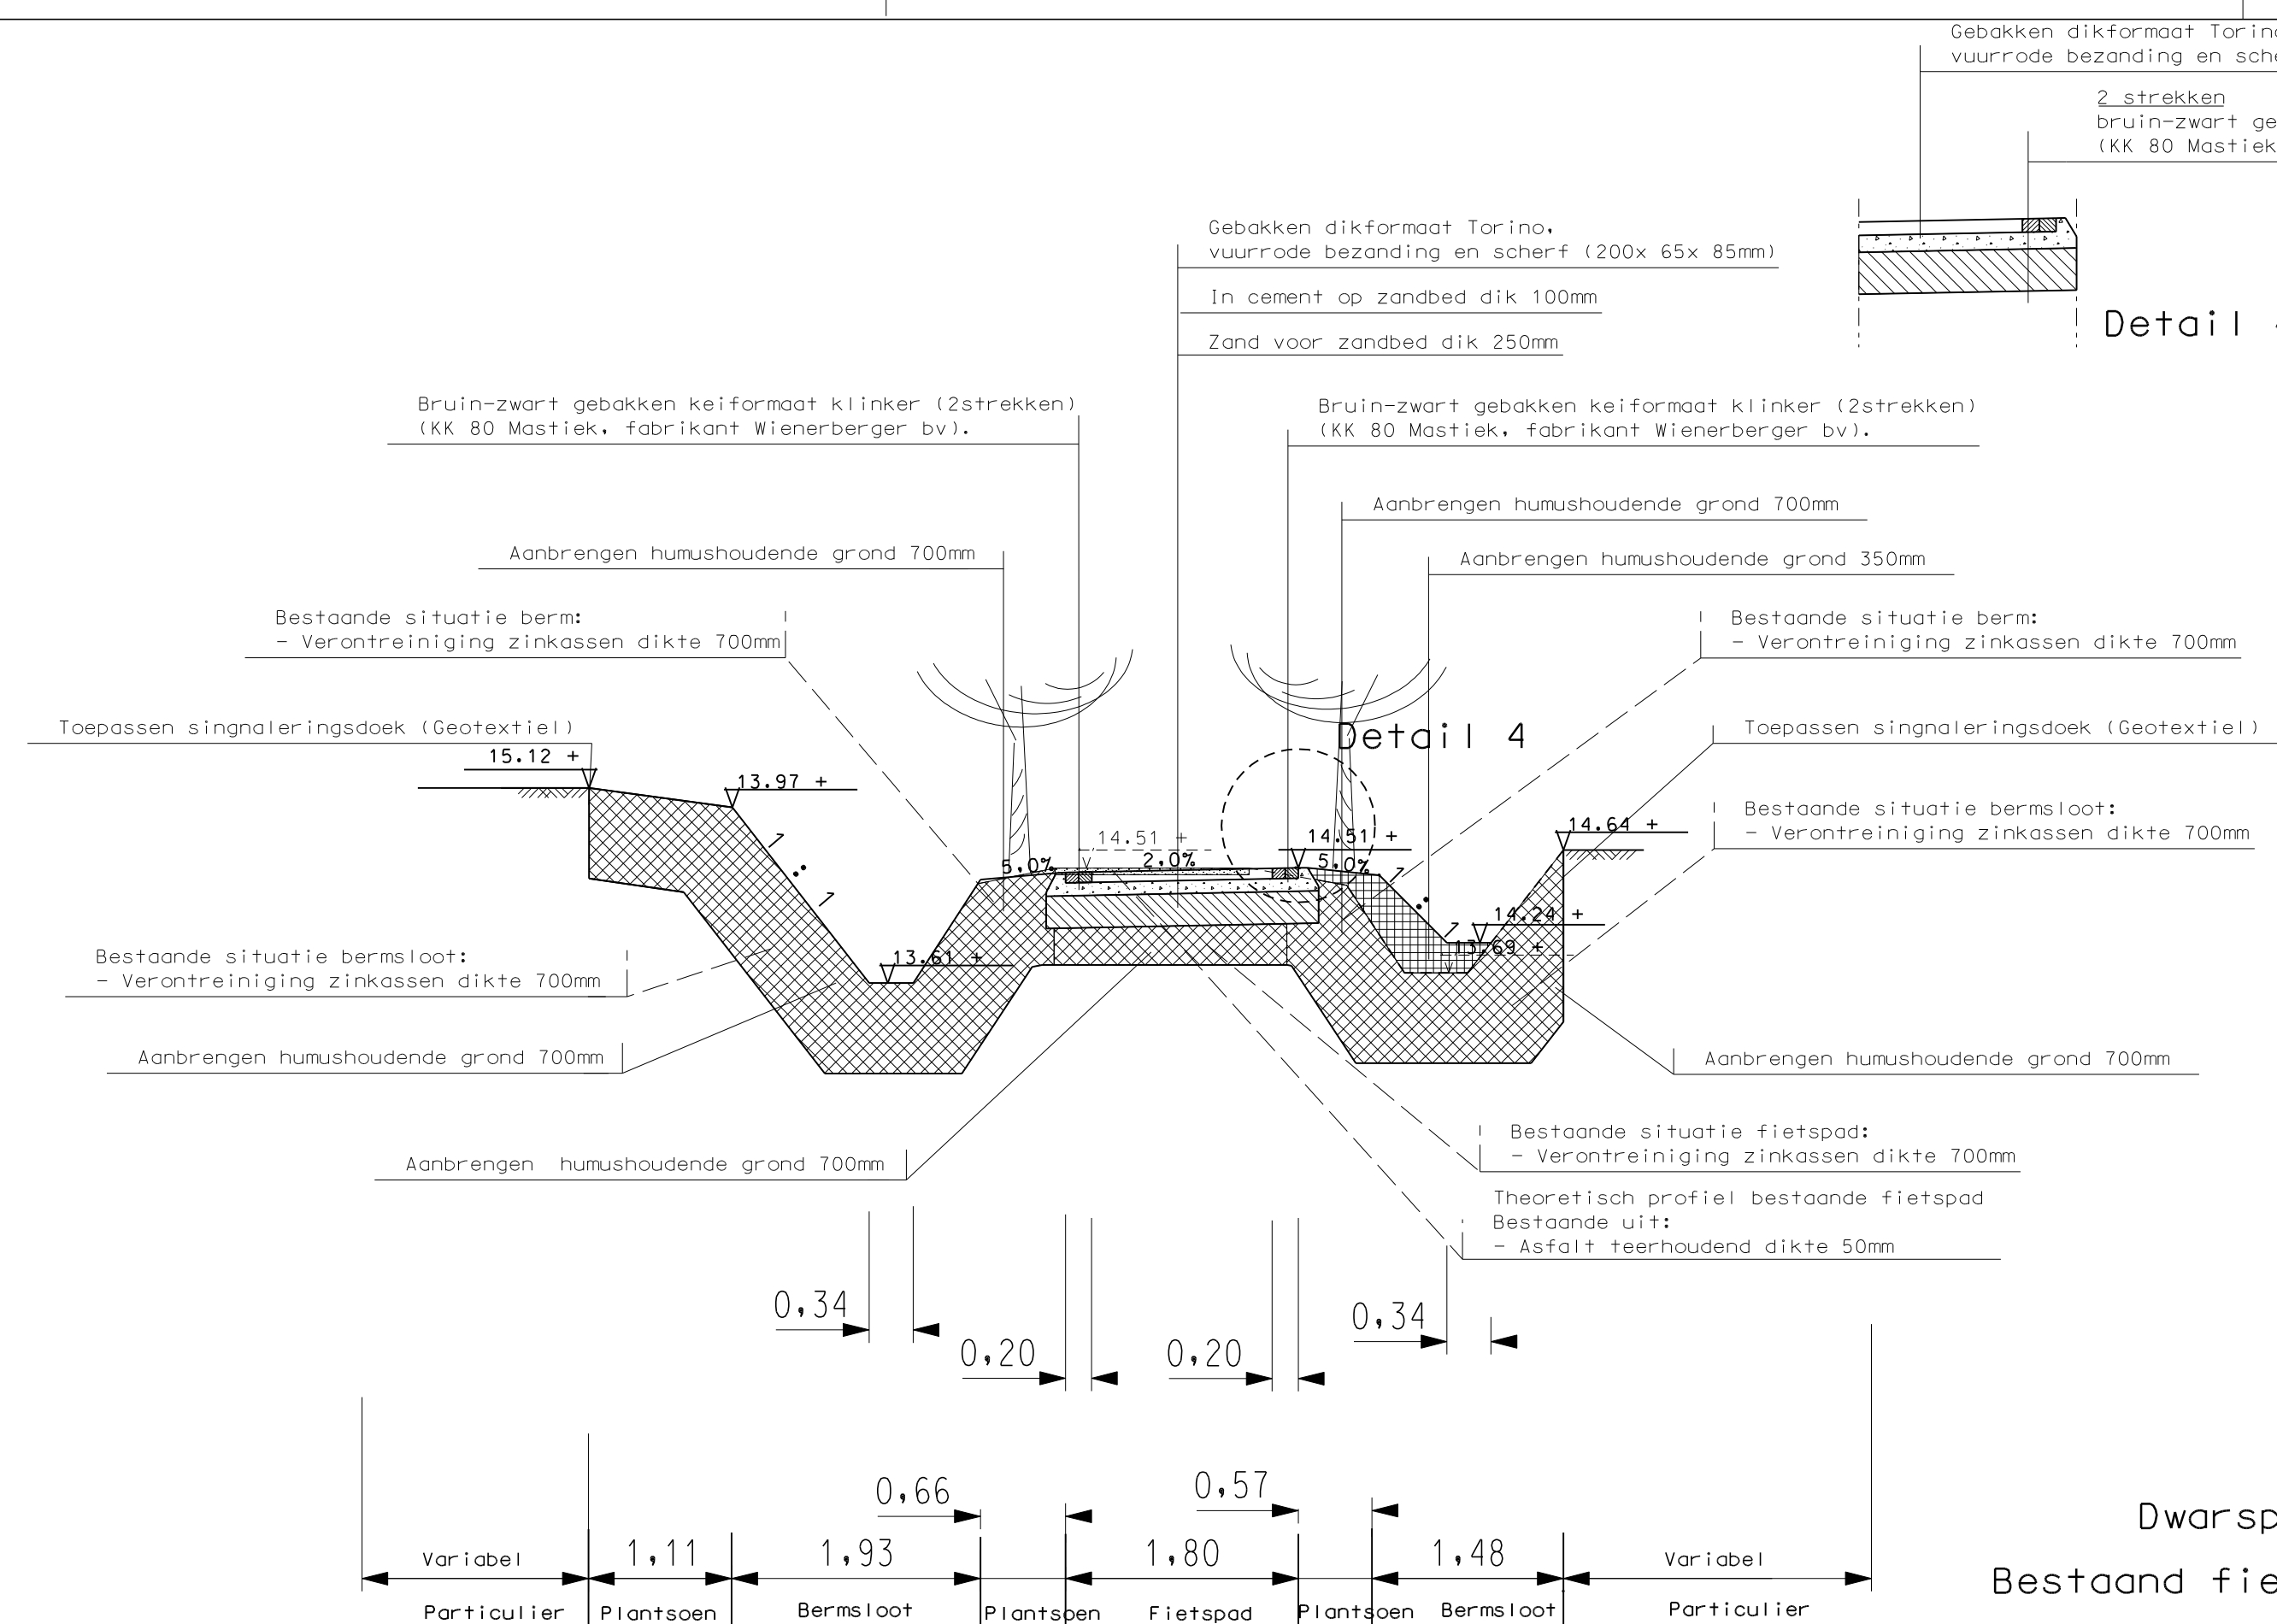 Gebakken dikformaat Torino
vuurrode bezanding en sche
2 strekken
bruin-zwart ge
(KK 80 Mastiek
Detail
Gebakken dikformaat Torino,
vuurrode bezanding en scherf (200x 65x 85mm)
In cement op zandbed dik 100mm
Zand voor zandbed dik 250mm
Bruin-zwart gebakken keiformaat klinker (2strekken)
(KK 80 Mastiek, fabrikant Wienerberger bv).
Bruin-zwart gebakken keiformaat klinker (2strekken)
(KK 80 Mastiek, fabrikant Wienerberger bv).
Aanbrengen humushoudende grond 700mm
Aanbrengen humushoudende grond 700mm
Aanbrengen humushoudende grond 350mm
Bestaande situatie berm:
- Verontreiniging zinkassen dikte 700mm
Bestaande situatie berm:
- Verontreiniging zinkassen dikte 700mm
Toepassen singnaleringsdoek (Geotextiel)
Detail 4
Toepassen singnaleringsdoek (Geotextiel)
15.12 +
13.97 +
Bestaande situatie bermsloot:
- Verontreiniging zinkassen dikte 700mm
14.51 +
14.51 +
14.64 +
5,0%
2,0%
5,0%
1 : 1
1 : 1
14.24 +
13.69 +
13.61 +
Bestaande situatie bermsloot:
- Verontreiniging zinkassen dikte 700mm
Aanbrengen humushoudende grond 700mm
Aanbrengen humushoudende grond 700mm
Aanbrengen humushoudende grond 700mm
Bestaande situatie fietspad:
- Verontreiniging zinkassen dikte 700mm
Theoretisch profiel bestaande fietspad
Bestaande uit:
- Asfalt teerhoudend dikte 50mm
0,34
0,34
0,20
0,20
0,66
0,57
Variabel
1,11
1,93
1,80
1,48
Variabel
Particulier
Plantsoen
Bermsloot
Plantsoen
Fietspad
Plantsoen
Bermsloot
Particulier
Dwarsp
Bestaand fie